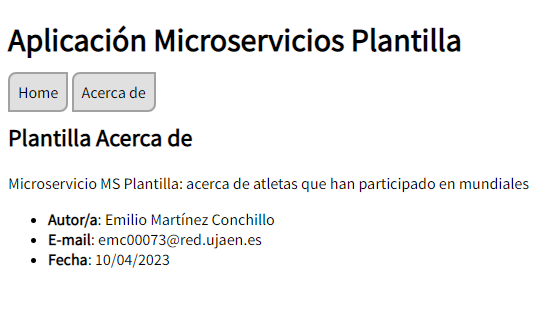 Aplicación Microservicios Plantilla
Home Acerca de
Plantilla Acerca de
Microservicio MS Plantilla: acerca de atletas que han participado en mundiales
• Autor/a: Emilio Martínez Conchillo
• E-mail: emc00073@red.ujaen.es
• Fecha: 10/04/2023